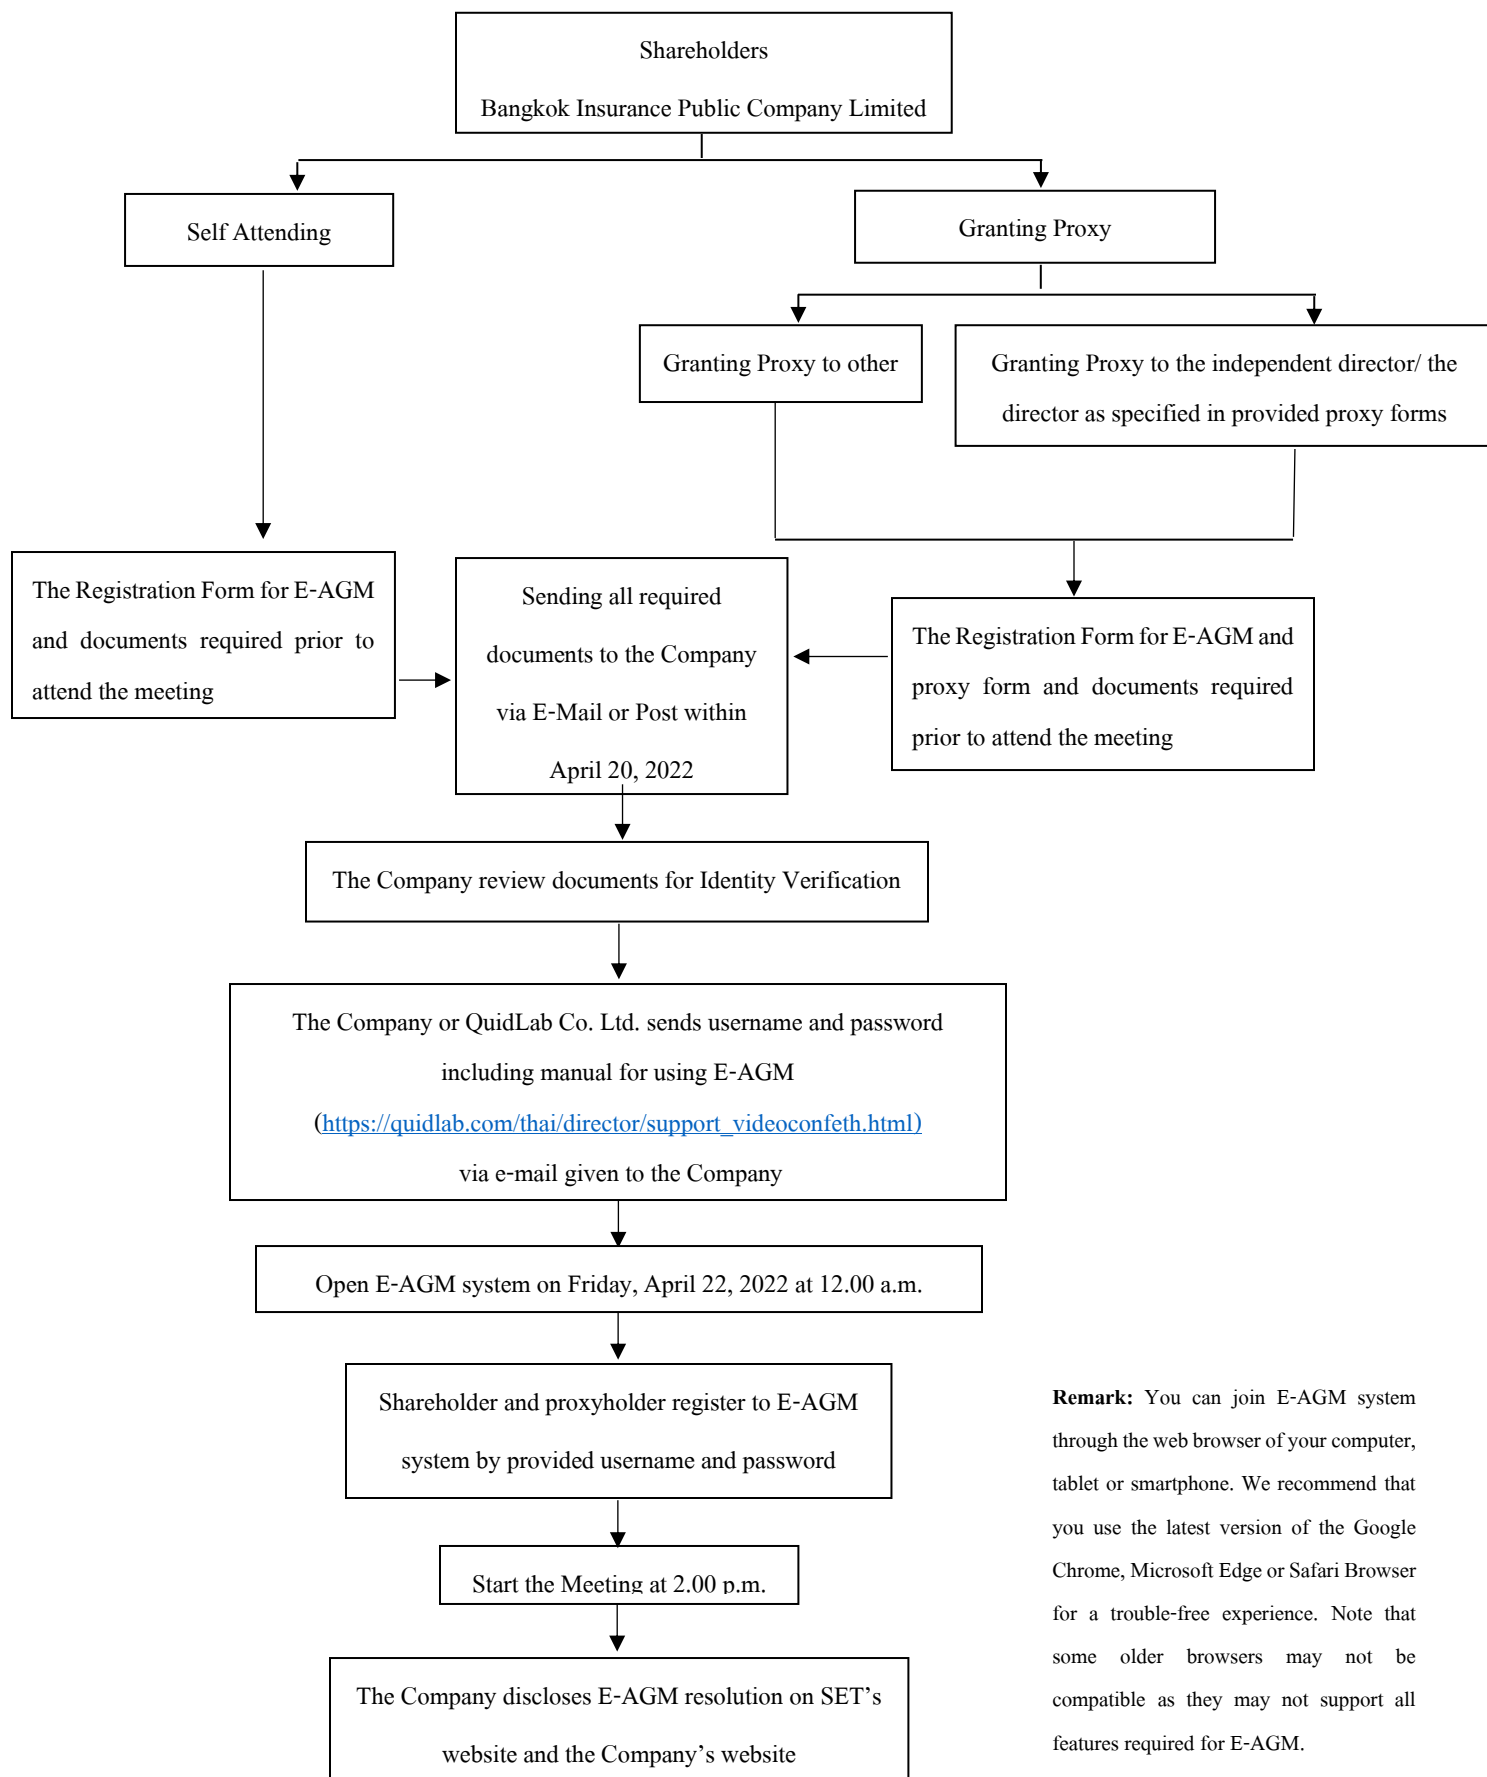 Shareholders
Bangkok Insurance Public Company Limited
Self Attending
Granting Proxy
Granting Proxy to other
Granting Proxy to the independent director/ the
director as specified in provided proxy forms
The Registration Form for E-AGM
and documents required prior to
attend the meeting
Sending all required
documents to the Company
via E-Mail or Post within
April 20, 2022
The Registration Form for E-AGM and
proxy form and documents required
prior to attend the meeting
The Company review documents for Identity Verification
The Company or QuidLab Co. Ltd. sends username and password
including manual for using E-AGM
(https://quidlab.com/thai/director/support_videoconfeth.html)
via e-mail given to the Company
Open E-AGM system on Friday, April 22, 2022 at 12.00 a.m.
Shareholder and proxyholder register to E-AGM
system by provided username and password
Start the Meeting at 2.00 p.m.
The Company discloses E-AGM resolution on SET’s
website and the Company’s website
Remark: You can join E-AGM system
through the web browser of your computer,
tablet or smartphone. We recommend that
you use the latest version of the Google
Chrome, Microsoft Edge or Safari Browser
for a trouble-free experience. Note that
some older browsers may not be
compatible as they may not support all
features required for E-AGM.